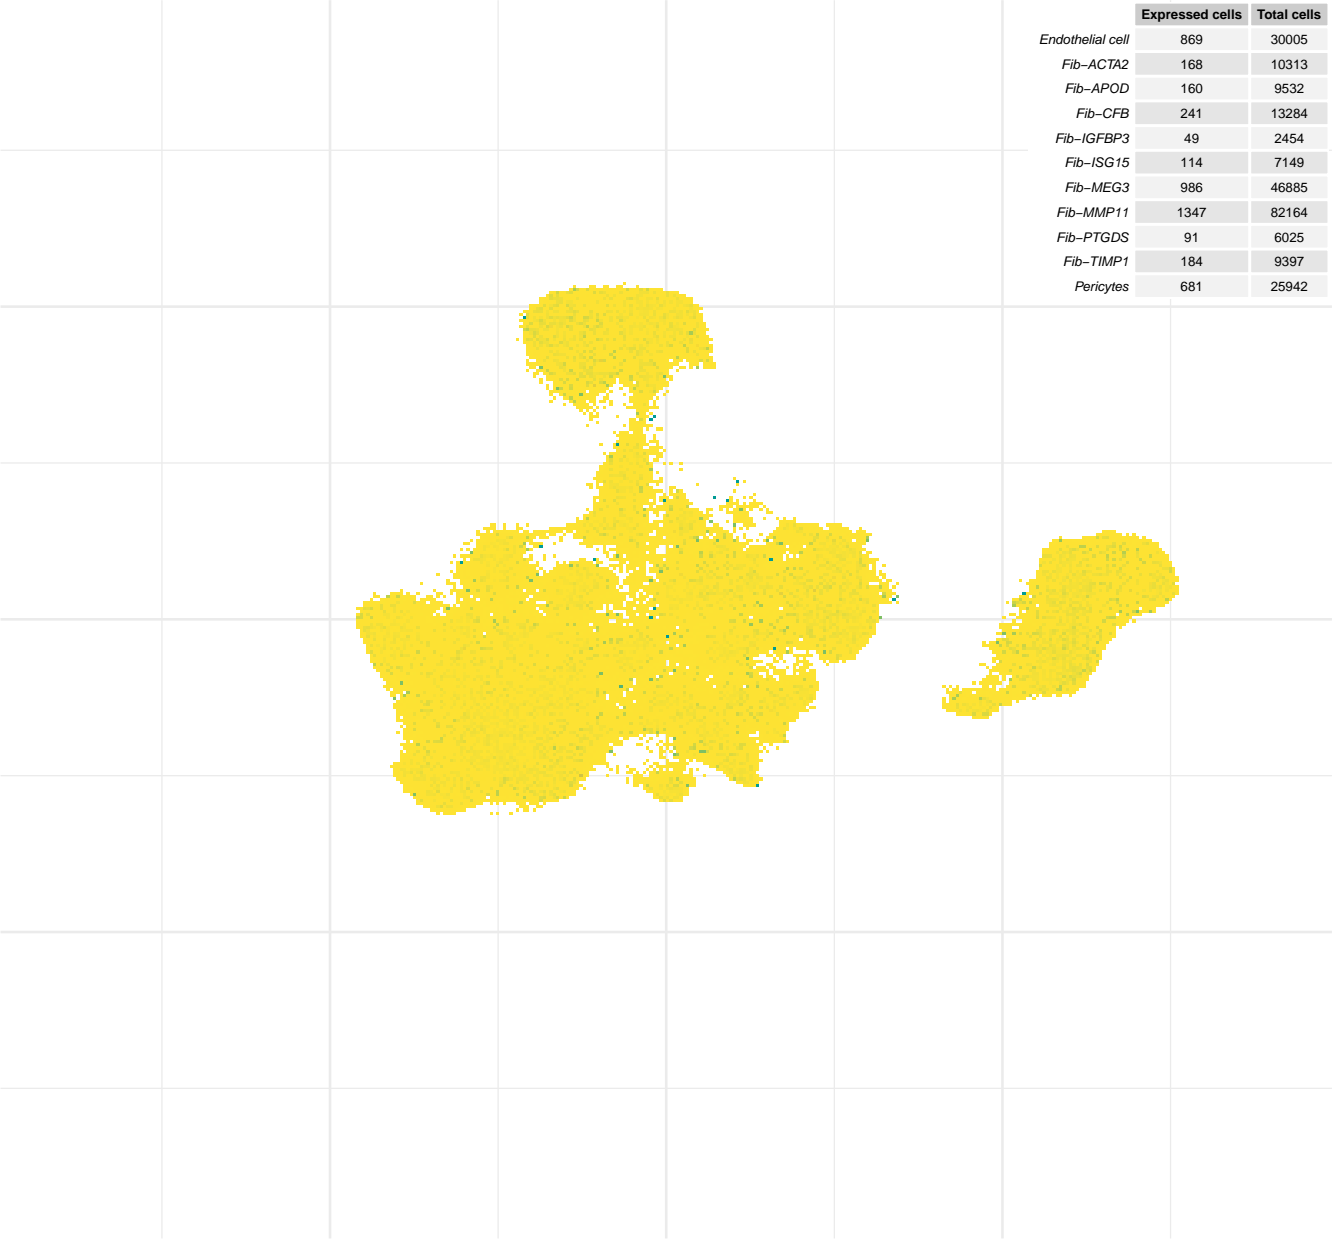 Expressed cells Total cells
Endothelial cell 869 30005
Fib−ACTA2 168 10313
Fib−APOD 160 9532
Fib−CFB 241 13284
Fib−IGFBP3 49 2454
Fib−ISG15 114 7149
Fib−MEG3 986 46885
Fib−MMP11 1347 82164
Fib−PTGDS 91 6025
Fib−TIMP1 184 9397
Pericytes 681 25942